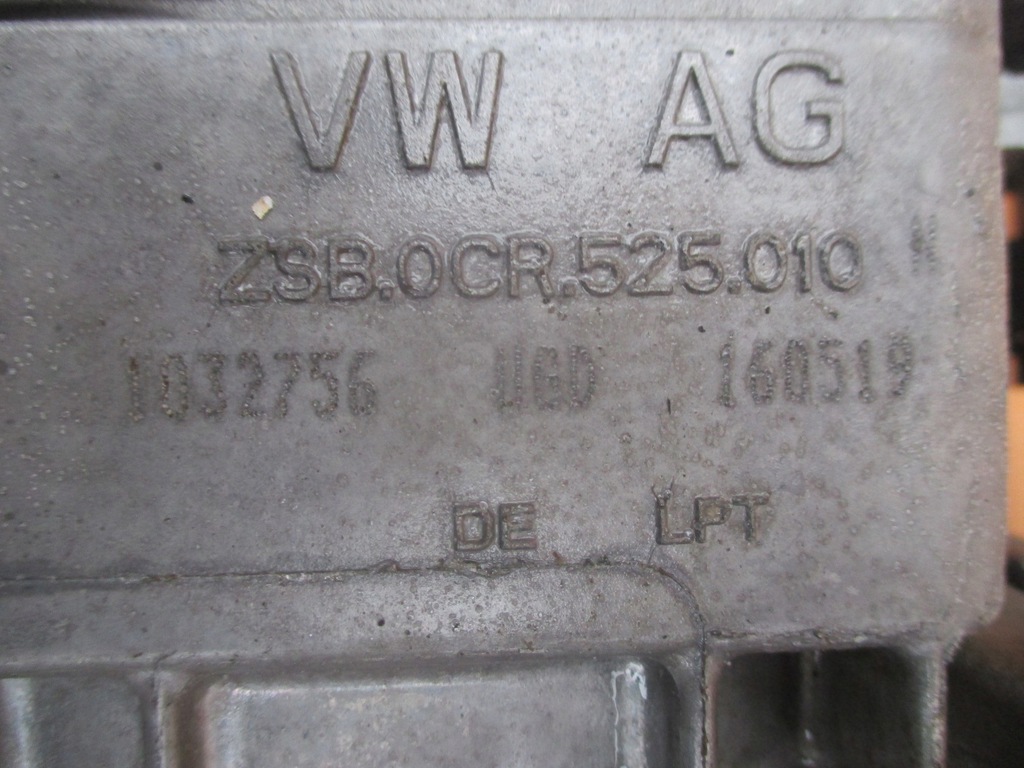 VW AG
ZSB.0CR.525.010
1032756 UGD 160519
DE LPT